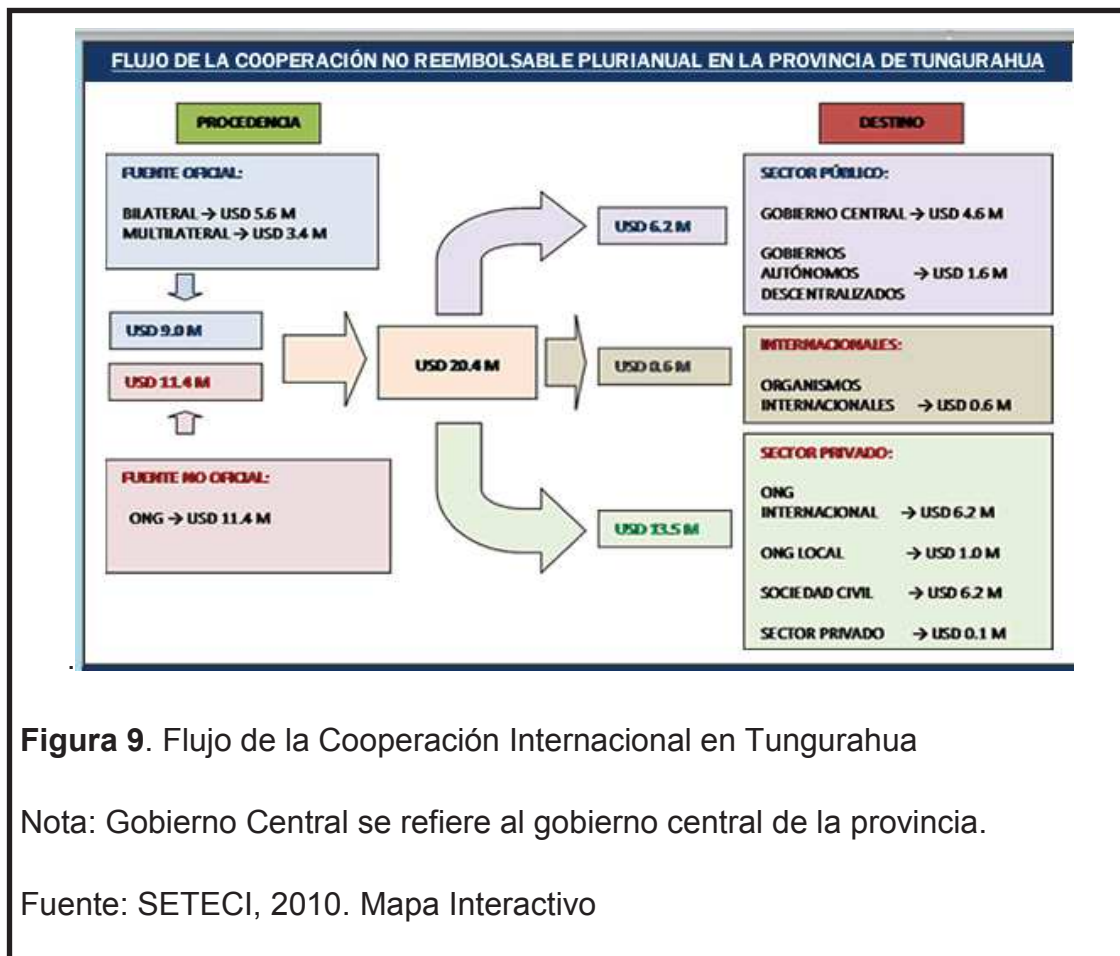 FLUJO DE LA COOPERACIÓN NO REEMBOLSABLE PLURIANUAL EN LA PROVINCIA DE TUNGURAHUA
PROCEDENCIA
FUENTE OFICIAL:
BILATERAL → USD 5.6 M
MULTILATERAL → USD 3.4 M
USD 9.0 M
USD 11.4 M
FUENTE NO OFICIAL:
ONG → USD 11.4 M
USD 20.4 M
USD 6.2 M
USD 0.6 M
USD 13.5 M
DESTINO
SECTOR PÚBLICO:
GOBIERNO CENTRAL → USD 4.6 M
GOBIERNOS
AUTÓNOMOS → USD 1.6 M
DESCENTRALIZADOS
INTERNACIONALES:
ORGANISMOS
INTERNACIONALES → USD 0.6 M
SECTOR PRIVADO:
ONG
INTERNACIONAL → USD 6.2 M
ONG LOCAL → USD 1.0 M
SOCIEDAD CIVIL → USD 6.2 M
SECTOR PRIVADO → USD 0.1 M
.
Figura 9. Flujo de la Cooperación Internacional en Tungurahua
Nota: Gobierno Central se refiere al gobierno central de la provincia.
Fuente: SETECI, 2010. Mapa Interactivo